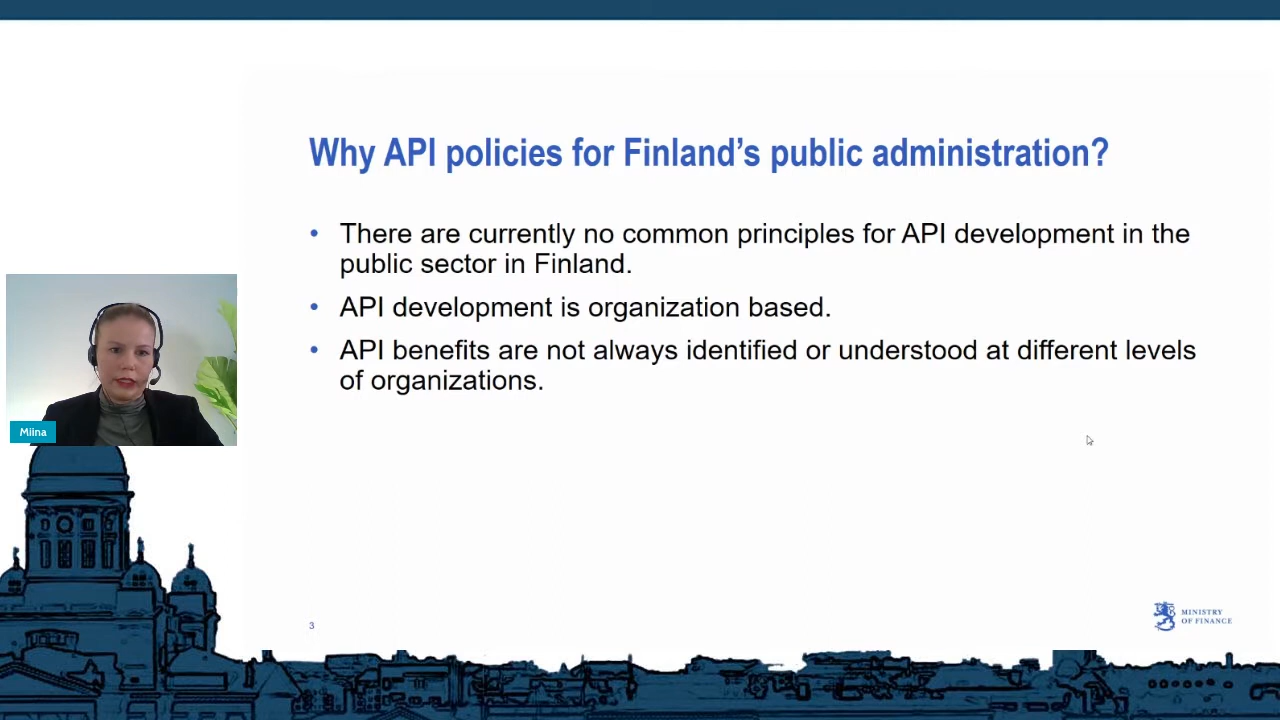 Why API policies for Finland’s public administration?
• There are currently no common principles for API development in the
public sector in Finland.
• API development is organization based.
• API benefits are not always identified or understood at different levels
of organizations.
Miina
3
MINISTRY
OF FINANCE